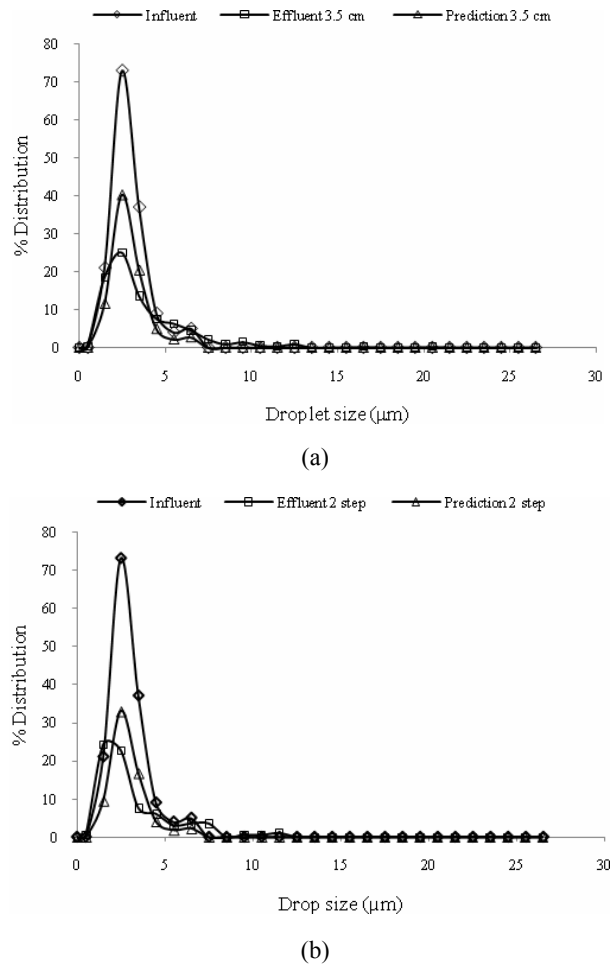 Influent Effluent 3.5 cm Prediction 3.5 cm
80
70
60
50
40
30
20
10
0
% Distribution
0 5 10 15 20 25 30
Droplet size (μm)
(a)
Influent Effluent 2 step Prediction 2 step
80
70
60
50
40
30
20
10
0
% Distribution
0 5 10 15 20 25 30
Drop size (μm)
(b)